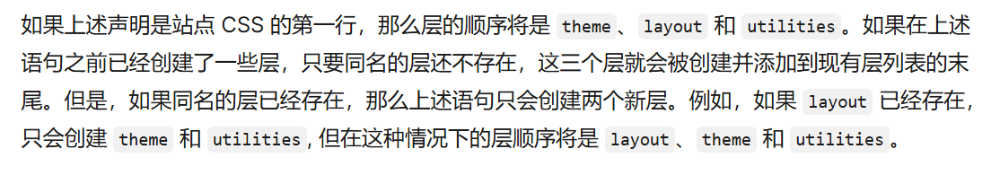 如果上述声明是站点 CSS 的第一行，那么层的顺序将是 theme、layout 和 utilities。如果在上述
语句之前已经创建了一些层，只要同名的层还不存在，这三个层就会被创建并添加到现有层列表的末
尾。但是，如果同名的层已经存在，那么上述语句只会创建两个新层。例如，如果 layout 已经存在，
只会创建 theme 和 utilities, 但在这种情况下的层顺序将是 layout、theme 和 utilities。